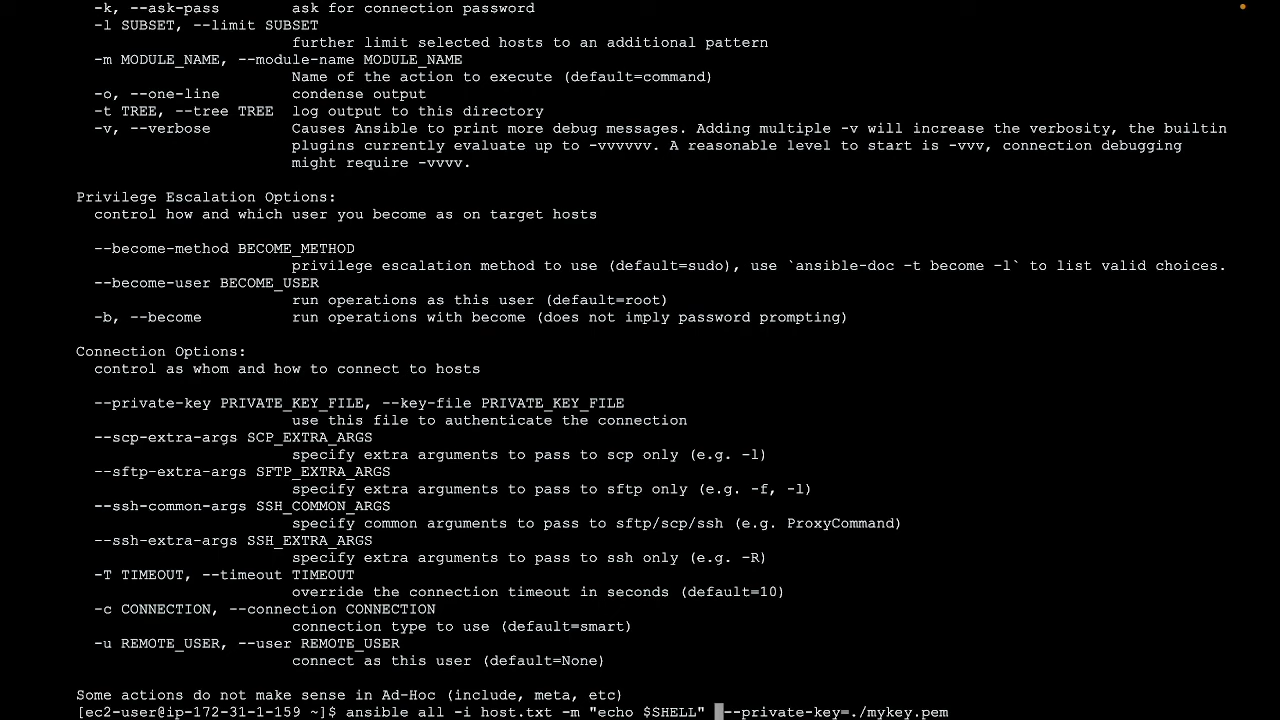 -k, --ask-pass        ask for connection password
-l SUBSET, --limit SUBSET
further limit selected hosts to an additional pattern
-m MODULE_NAME, --module-name MODULE_NAME
Name of the action to execute (default=command)
-o, --one-line        condense output
-t TREE, --tree TREE  log output to this directory
-v, --verbose         Causes Ansible to print more debug messages. Adding multiple -v will increase the verbosity, the builtin
plugins currently evaluate up to -vvvvvv. A reasonable level to start is -vvv, connection debugging
might require -vvvv.
Privilege Escalation Options:
control how and which user you become as on target hosts
--become-method BECOME_METHOD
privilege escalation method to use (default=sudo), use `ansible-doc -t become -l` to list valid choices.
--become-user BECOME_USER
run operations as this user (default=root)
-b, --become          run operations with become (does not imply password prompting)
Connection Options:
control as whom and how to connect to hosts
--private-key PRIVATE_KEY_FILE, --key-file PRIVATE_KEY_FILE
use this file to authenticate the connection
--scp-extra-args SCP_EXTRA_ARGS
specify extra arguments to pass to scp only (e.g. -l)
--sftp-extra-args SFTP_EXTRA_ARGS
specify extra arguments to pass to sftp only (e.g. -f, -l)
--ssh-common-args SSH_COMMON_ARGS
specify common arguments to pass to sftp/scp/ssh (e.g. ProxyCommand)
--ssh-extra-args SSH_EXTRA_ARGS
specify extra arguments to pass to ssh only (e.g. -R)
-T TIMEOUT, --timeout TIMEOUT
override the connection timeout in seconds (default=10)
-c CONNECTION, --connection CONNECTION
connection type to use (default=smart)
-u REMOTE_USER, --user REMOTE_USER
connect as this user (default=None)
Some actions do not make sense in Ad-Hoc (include, meta, etc)
[ec2-user@ip-172-31-1-159 ~]$ ansible all -i host.txt -m "echo $SHELL" --private-key=./mykey.pem